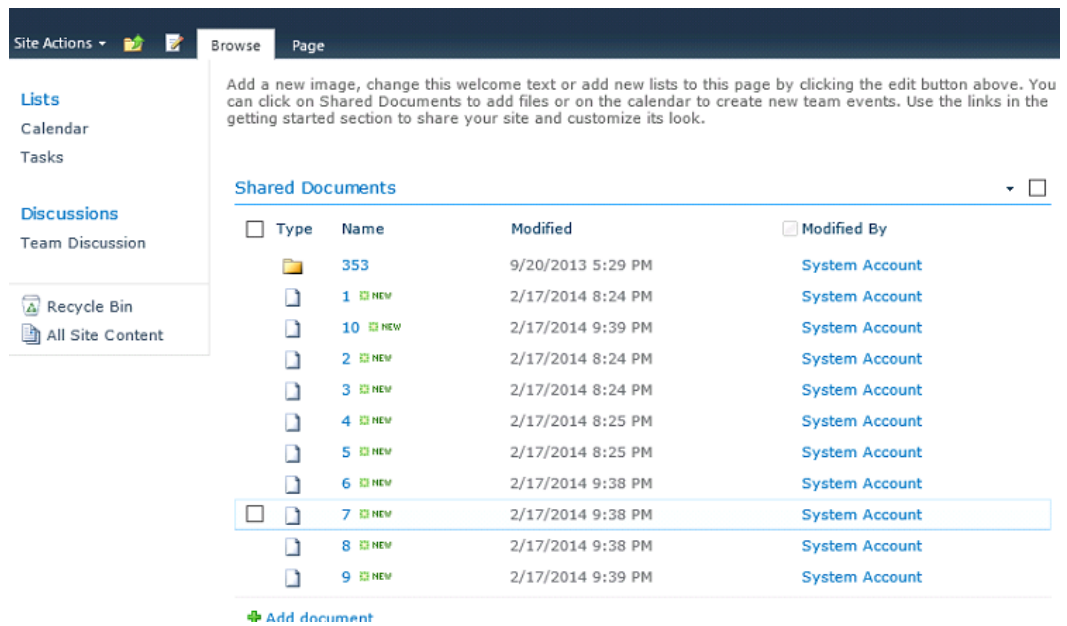 Site Actions Browse Page
Lists
Calendar
Tasks
Discussions
Team Discussion
Recycle Bin
All Site Content
Add a new image, change this welcome text or add new lists to this page by clicking the edit button above. You
can click on Shared Documents to add files or on the calendar to create new team events. Use the links in the
getting started section to share your site and customize its look.
Shared Documents
Type Name Modified Modified By
353 9/20/2013 5:29 PM System Account
1 NEW 2/17/2014 8:24 PM System Account
10 NEW 2/17/2014 9:39 PM System Account
2 NEW 2/17/2014 8:24 PM System Account
3 NEW 2/17/2014 8:24 PM System Account
4 NEW 2/17/2014 8:25 PM System Account
5 NEW 2/17/2014 8:25 PM System Account
6 NEW 2/17/2014 9:38 PM System Account
7 NEW 2/17/2014 9:38 PM System Account
8 NEW 2/17/2014 9:38 PM System Account
9 NEW 2/17/2014 9:39 PM System Account
Add document